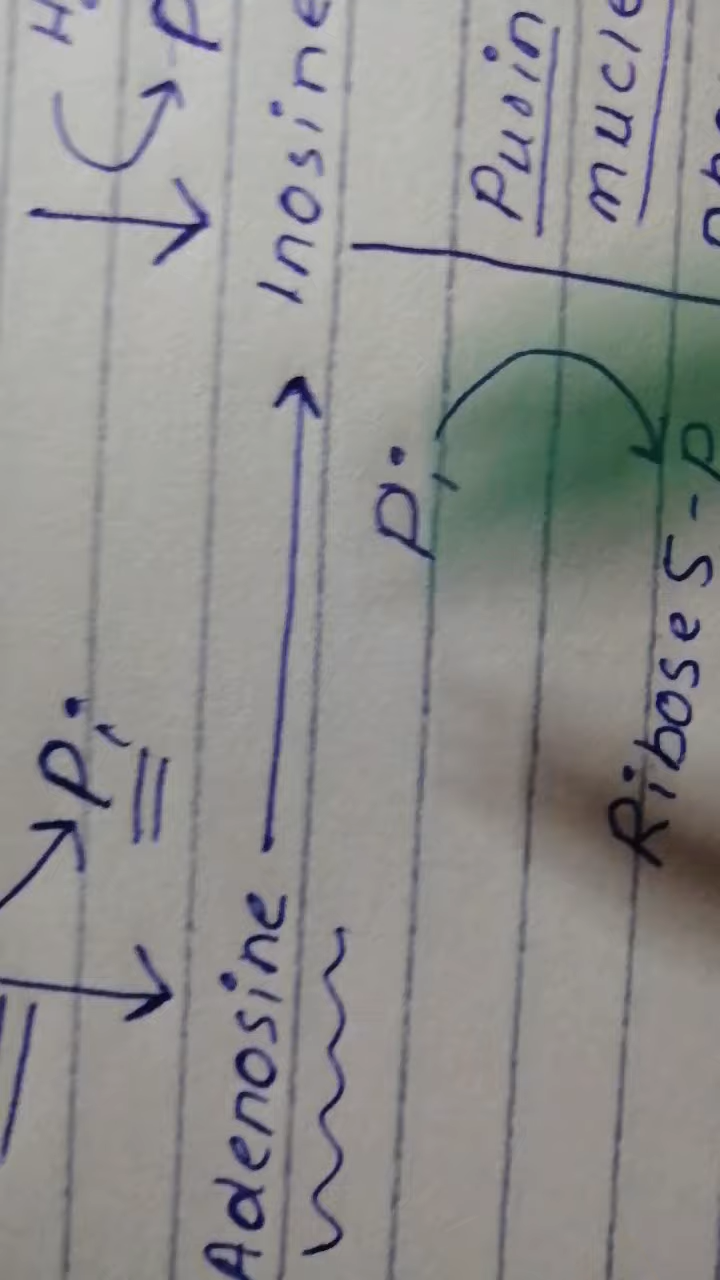 H
Pi P
Adenosine → Inosine
Pi
Purin
nucle
Ribose 5-P